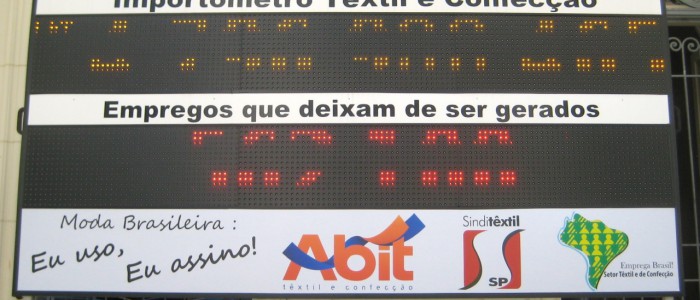 Importômetro Têxtil e Confecção
Empregos que deixam de ser gerados
Moda Brasileira :
Eu uso,
Eu assino!
Abit
têxtil e confecção
Sinditêxtil
SP
Emprega Brasil!
Setor Têxtil e de Confecção